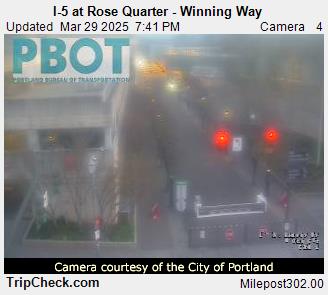 I-5 at Rose Quarter - Winning Way
Updated Mar 29 2025 7:41 PM Camera 4
PBOT
PORTLAND BUREAU OF TRANSPORTATION
Camera courtesy of the City of Portland
TripCheck.com Milepost302.00